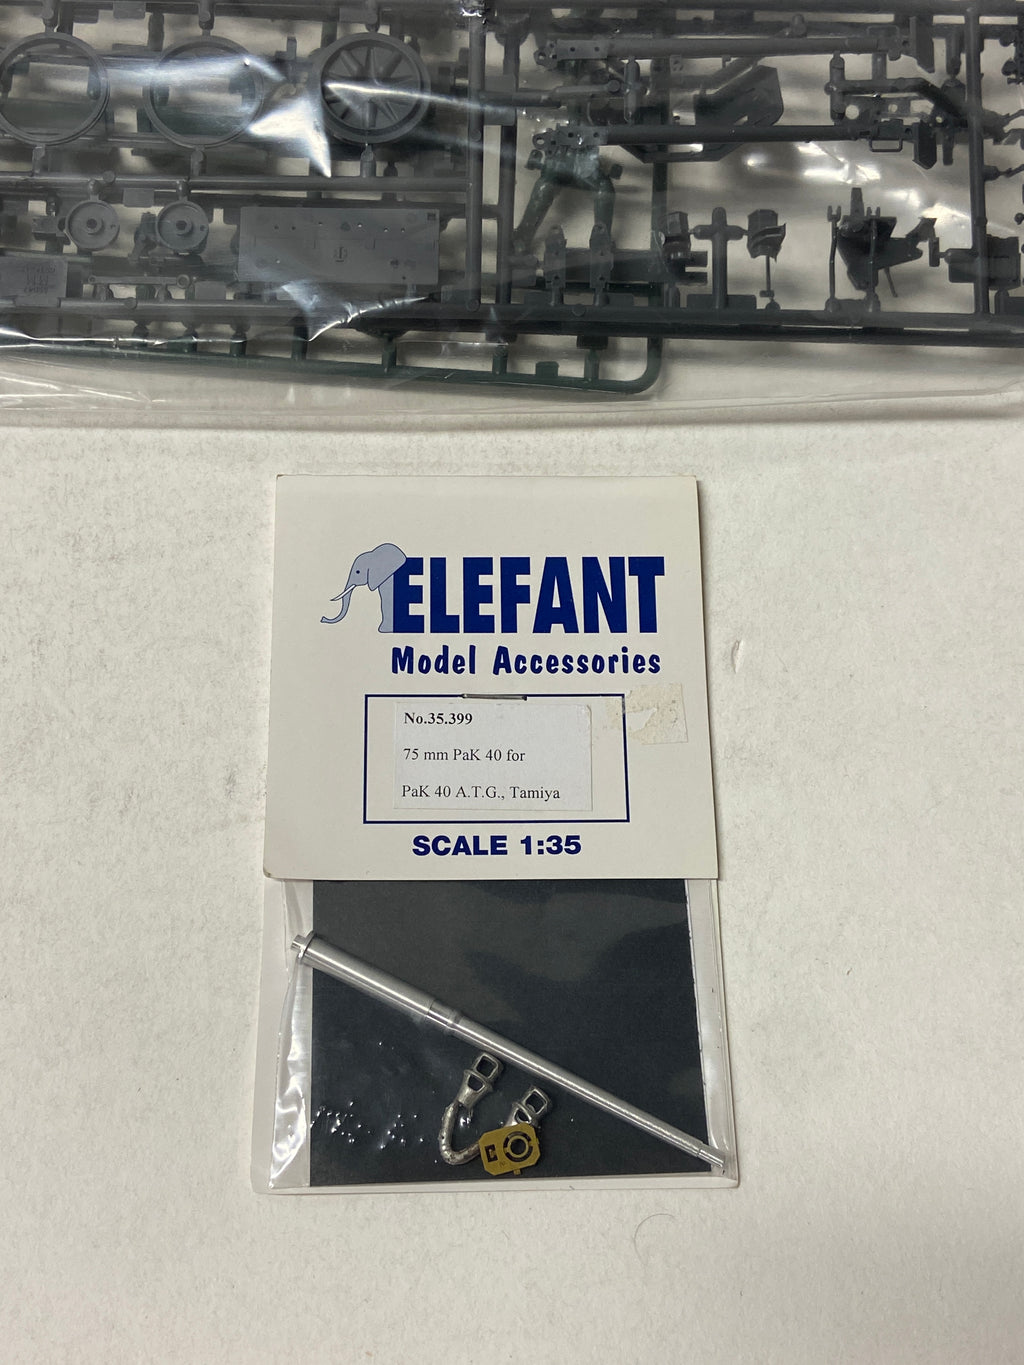 ELEFANT
Model Accessories
No.35.399
75 mm PaK 40 for
PaK 40 A.T.G., Tamiya
SCALE 1:35